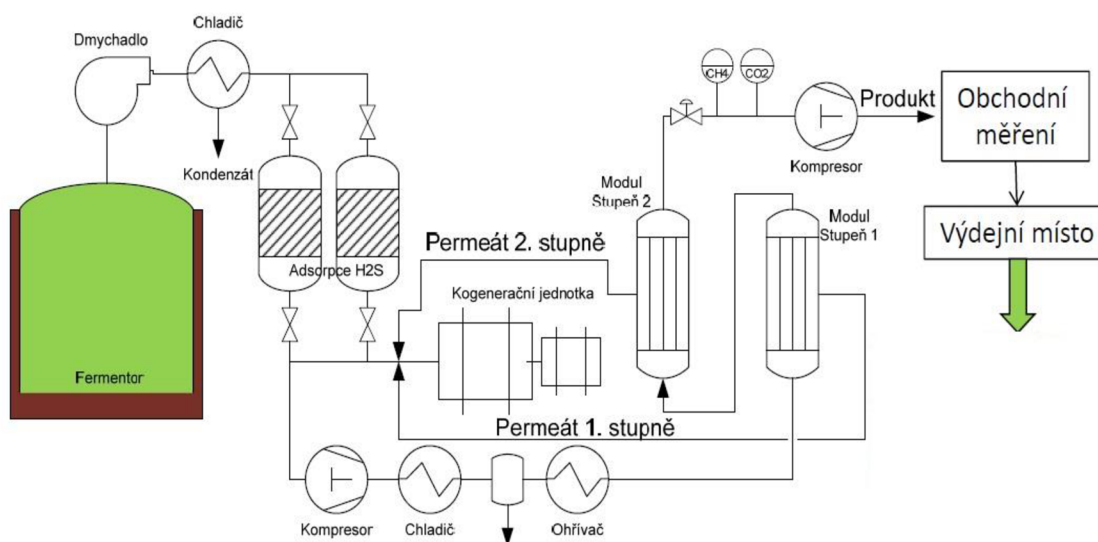 Chladič
Dmychadlo
Kondenzát
Adsorpce H2S
Fermentor
CH4
CO2
Produkt
Kompresor
Obchodní
měření
Výdejní místo
Modul
Stupeň 2
Modul
Stupeň 1
Permeát 2. stupně
Kogenerační jednotka
Permeát 1. stupně
Kompresor
Chladič
Ohřívač